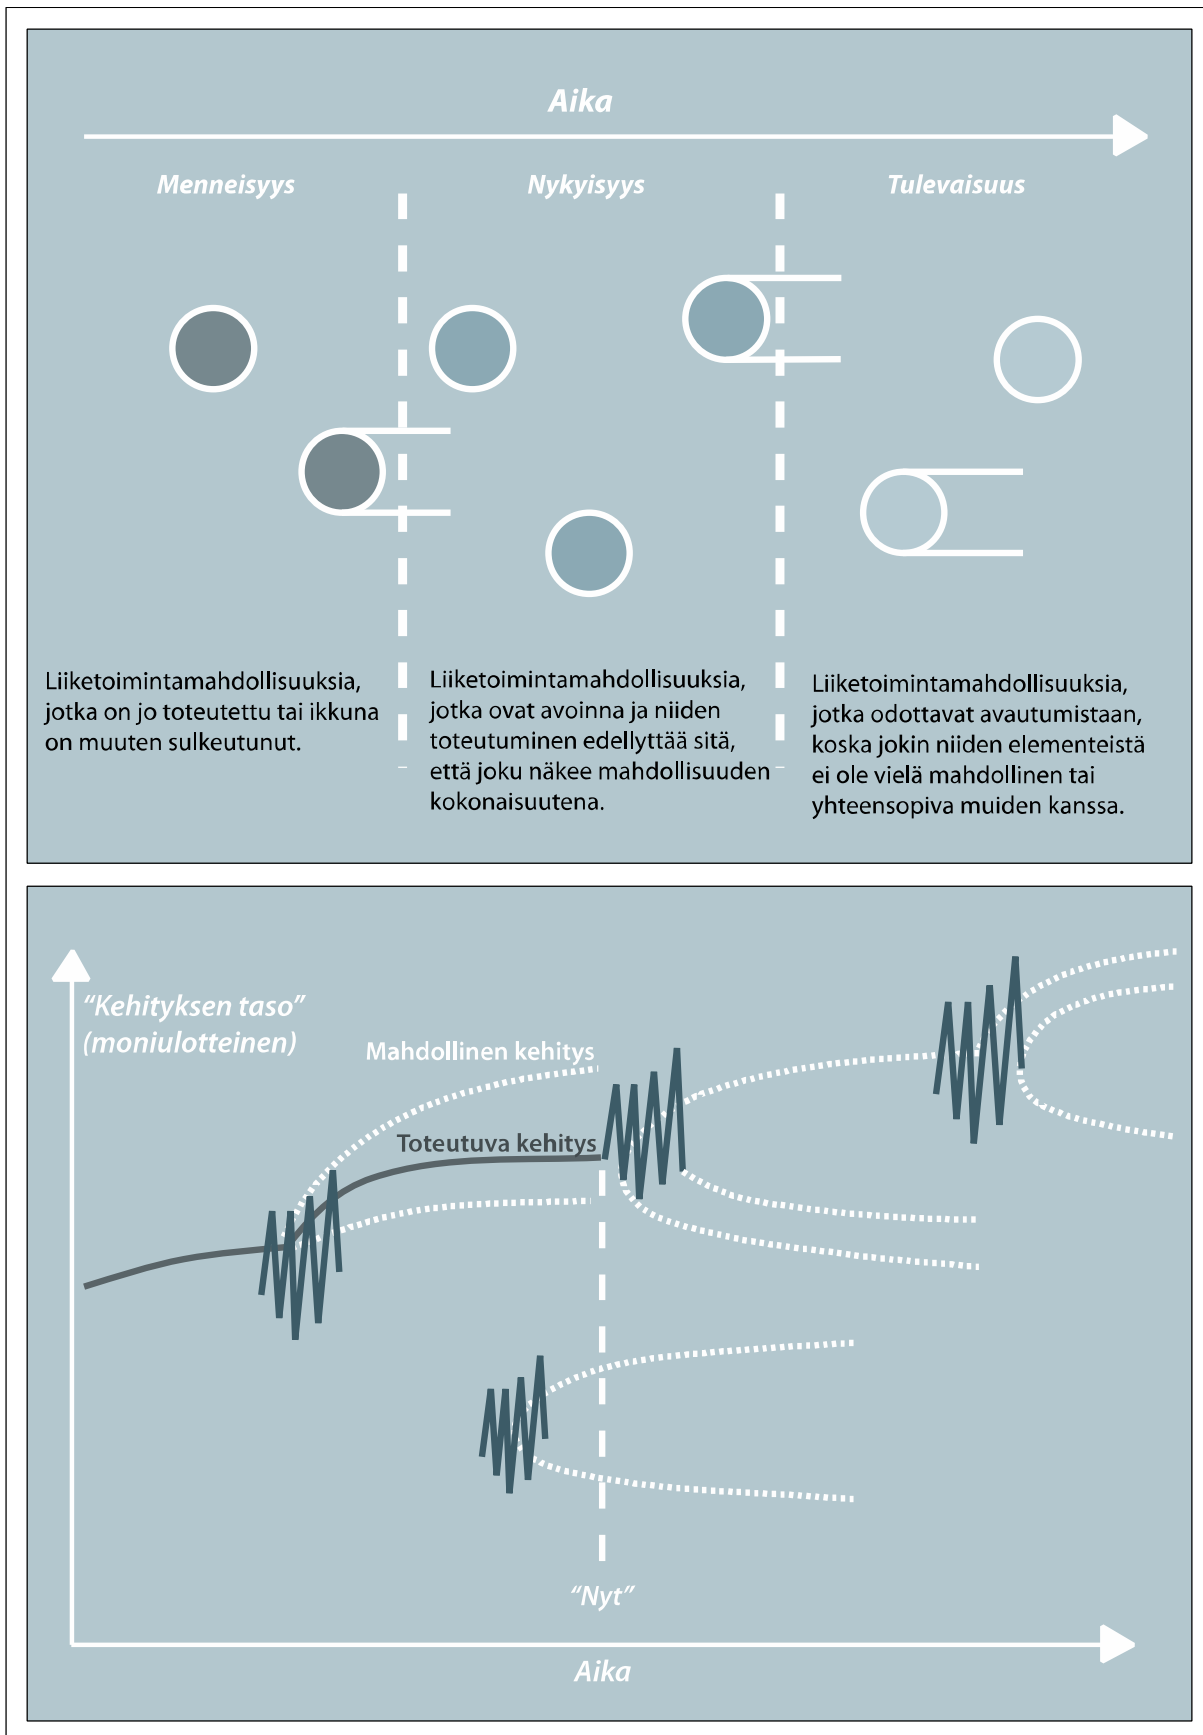 Aika
Menneisyys
Nykyisyys
Tulevaisuus
Liiketoimintamahdollisuuksia,
jotka on jo toteutettu tai ikkuna
on muuten sulkeutunut.
Liiketoimintamahdollisuuksia,
jotka ovat avoinna ja niiden
toteutuminen edellyttää sitä,
että joku näkee mahdollisuuden
kokonaisuutena.
Liiketoimintamahdollisuuksia,
jotka odottavat avautumistaan,
koska jokin niiden elementeistä
ei ole vielä mahdollinen tai
yhteensopiva muiden kanssa.
“Kehityksen taso”
(moniulotteinen)
Mahdollinen kehitys
Toteutuva kehitys
“Nyt”
Aika